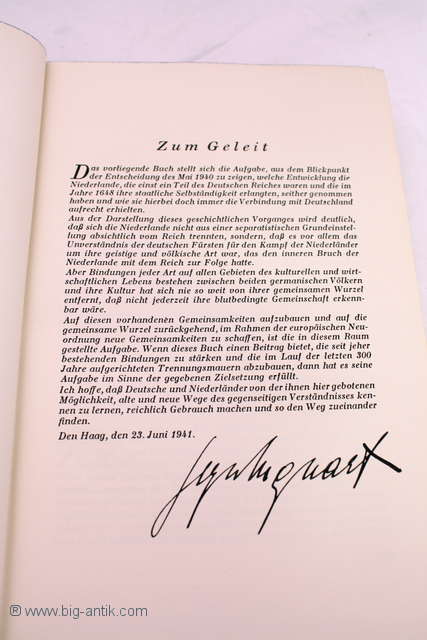 Zum Geleit
Das vorliegende Buch stellt sich die Aufgabe, aus dem Blickpunkt
der Entscheidung des Mai 1940 zu zeigen, welche Entwicklung die
Niederlande, die einst ein Teil des Deutschen Reiches waren und die im
Jahre 1648 ihre staatliche Selbständigkeit erlangten, seither genommen
haben und wie sie hierbei doch immer die Verbindung mit Deutschland
aufrecht erhielten.
Aus der Darstellung dieses geschichtlichen Vorganges wird deutlich,
daß sich die Niederlande nicht aus einer separatistischen Grundeinstel-
lung absichtlich vom Reich trennten, sondern, daß es vor allem das
Unverständnis der deutschen Fürsten für den Kampf der Niederländer
um ihre geistige und völkische Art war, das den inneren Bruch der
Niederlande mit dem Reich zur Folge hatte.
Aber Bindungen jeder Art auf allen Gebieten des kulturellen und wirt-
schaftlichen Lebens bestehen zwischen beiden germanischen Völkern
und ihre Kultur hat sich nie so weit von ihrer gemeinsamen Wurzel
entfernt, daß nicht jederzeit ihre blutbedingte Gemeinschaft erkenn-
bar wäre.
Auf diesen vorhandenen Gemeinsamkeiten aufzubauen und auf die
gemeinsame Wurzel zurückgehend, im Rahmen der europäischen Neu-
ordnung neue Gemeinsamkeiten zu schaffen, ist die in diesem Raum
gestellte Aufgabe. Wenn dieses Buch einen Beitrag bietet, die seit jeher
bestehenden Bindungen zu stärken und die im Lauf der letzten 300
Jahre aufgerichteten Trennungsmauern abzubauen, dann hat es seine
Aufgabe im Sinne der gegebenen Zielsetzung erfüllt.
Ich hoffe, daß Deutsche und Niederländer von der ihnen hier gebotenen
Möglichkeit, alte und neue Wege des gegenseitigen Verständnisses ken-
nen zu lernen, reichlich Gebrauch machen und so den Weg zueinander
finden.
Den Haag, den 23. Juni 1941.
® www.big-antik.com